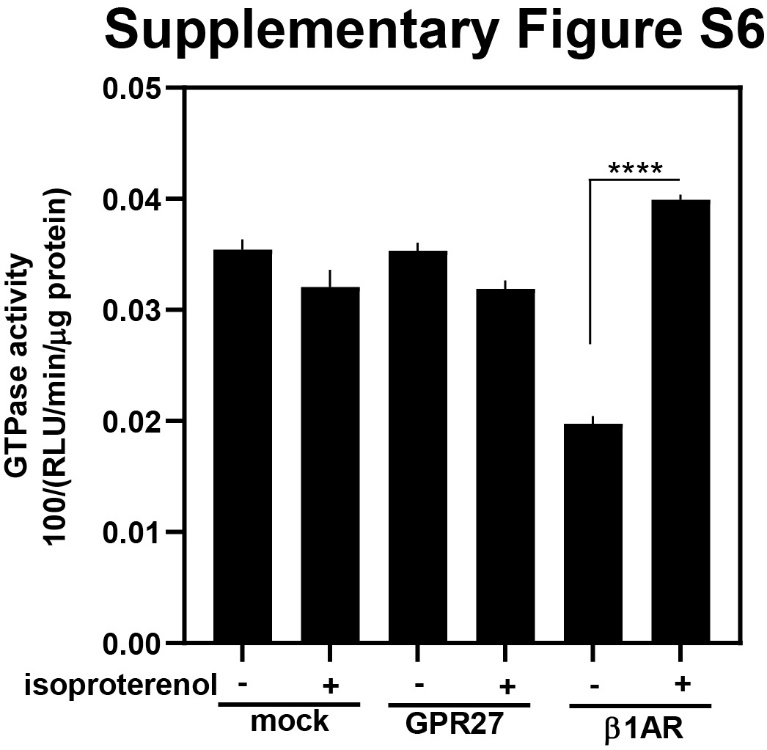 Supplementary Figure S6
0.05
0.04
0.03
0.02
0.01
0.00
GTPase activity
100/(RLU/min/μg protein)
****
isoproterenol - + - + - +
mock GPR27 β1AR